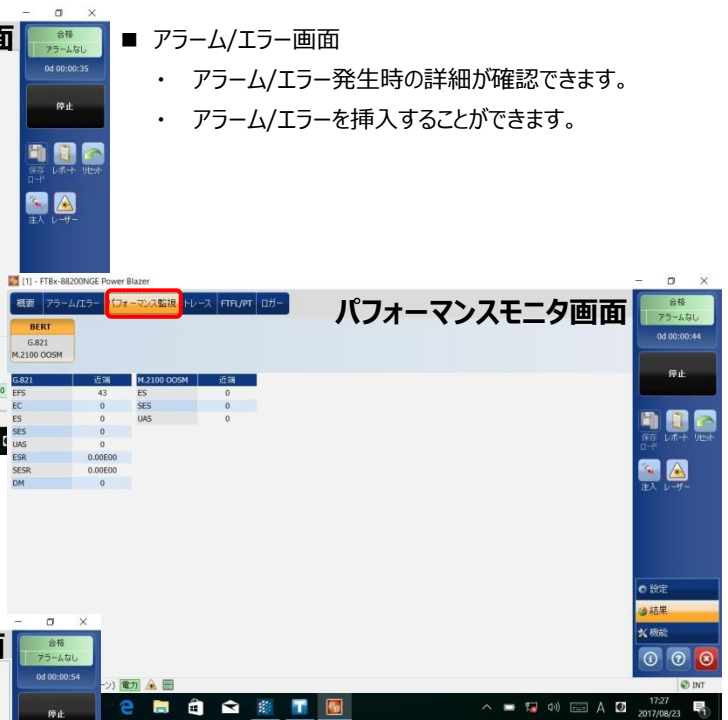 面
合格
アラームなし
0d 00:00:35
停止
保存 レポート リセット
ロード
注入 レーザー
■ アラーム/エラー画面
・ アラーム/エラー発生時の詳細が確認できます。
・ アラーム/エラーを挿入することができます。
[1] - FTBx-88200NGE Power Blazer
概要 アラーム/エラー パフォーマンス監視 トレース FTFL/PT ロガー
パフォーマンスモニタ画面
BERT
G.821
M.2100 OOSM
G.821 近端 M.2100 OOSM 近端
EFS 43 ES 0
EC 0 SES 0
ES 0 UAS 0
SES 0
UAS 0
ESR 0.00E00
SESR 0.00E00
DM 0
合格
アラームなし
0d 00:00:44
停止
保存 レポート リセット
ロード
注入 レーザー
設定
結果
機能
INT
電力
17:27
2017/08/23
A
面
合格
アラームなし
0d 00:00:54
停止